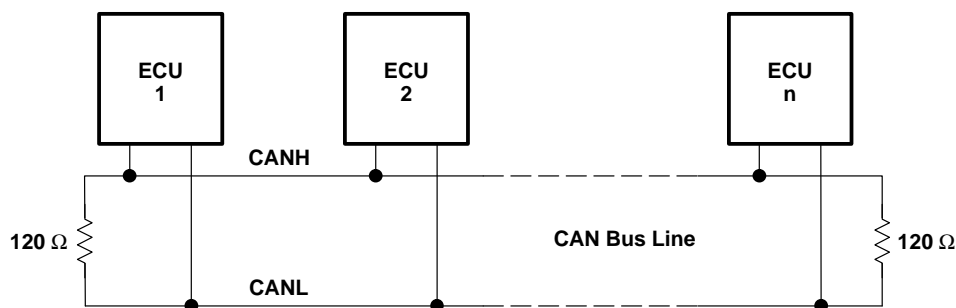 ECU
1
ECU
2
ECU
n
CANH
120 Ω
CAN Bus Line
120 Ω
CANL